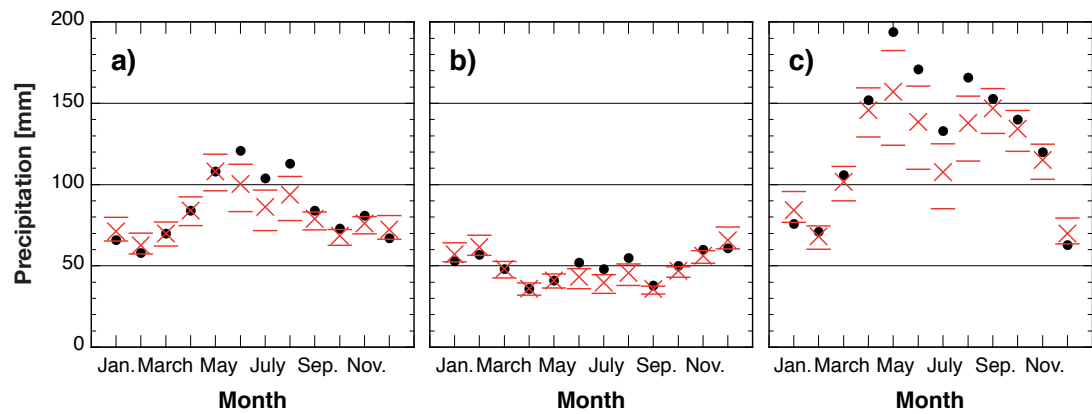 a) b) c)
200
150
100
50
0
Precipitation [mm]
Jan. March May July Sep. Nov. Jan. March May July Sep. Nov. Jan. March May July Sep. Nov.
Month Month Month